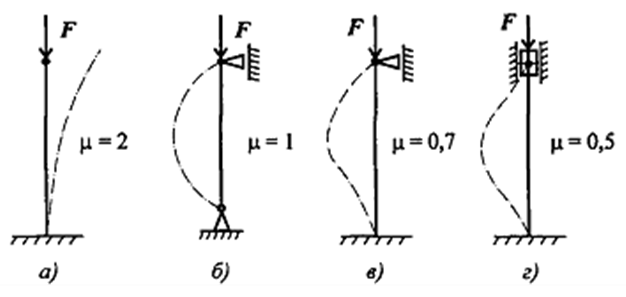 F F F F
μ = 2 μ = 1 μ = 0,7 μ = 0,5
а) б) в) г)